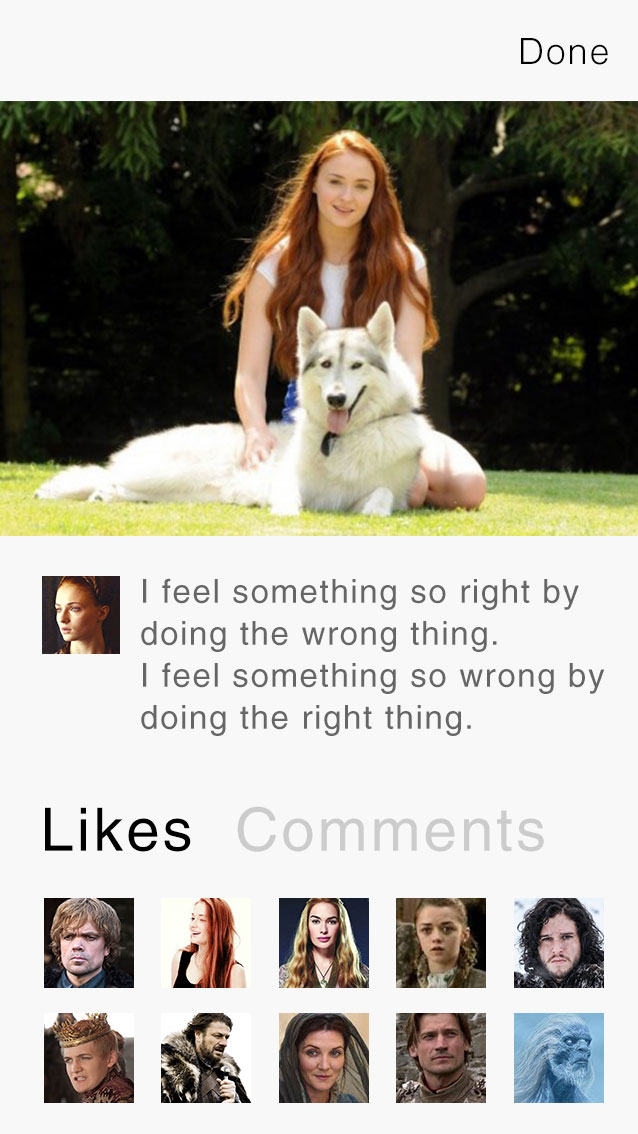 Done
I feel something so right by
doing the wrong thing.
I feel something so wrong by
doing the right thing.
Likes Comments